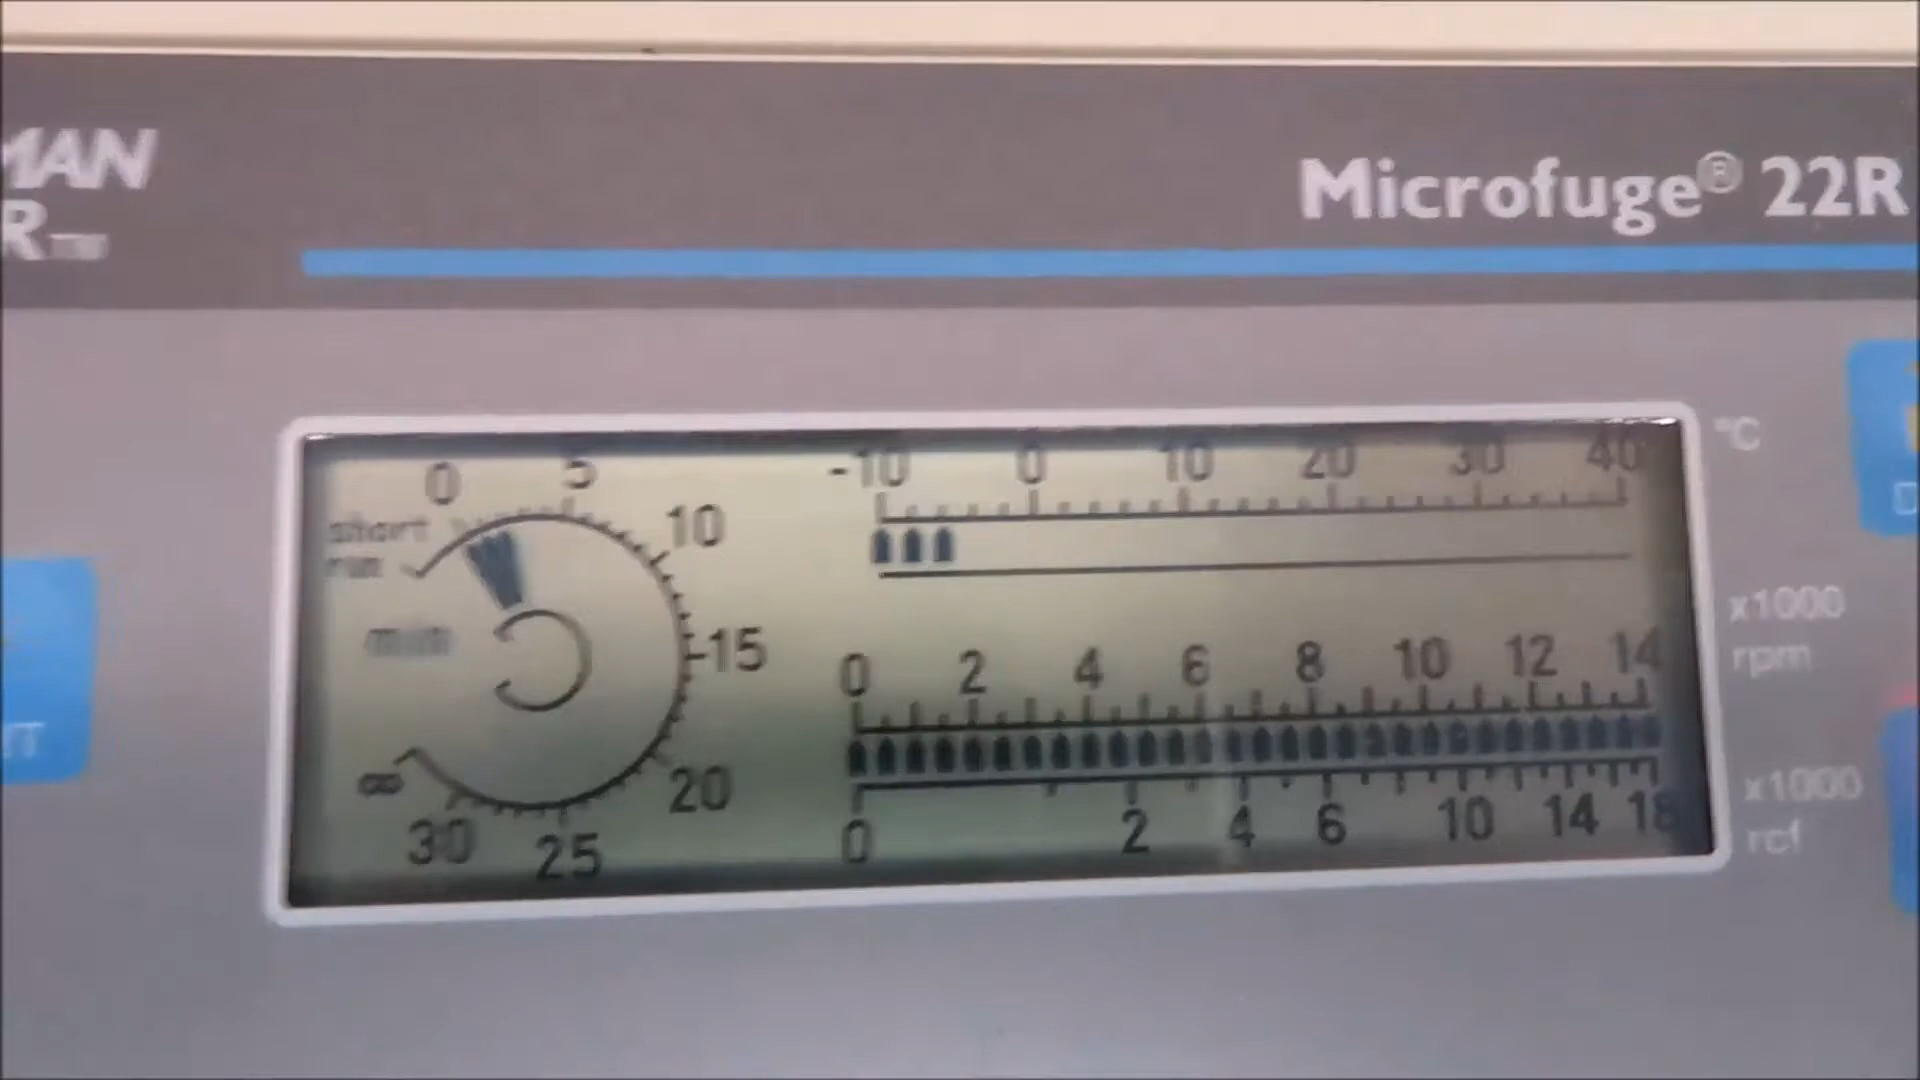 MAN
R™
Microfuge® 22R
°C
0 5 10 15 20 25 30 ∞
short
run
min
-10 0 10 20 30 40
x1000
rpm
0 2 4 6 8 10 12 14
x1000
rcf
0 2 4 6 10 14 18